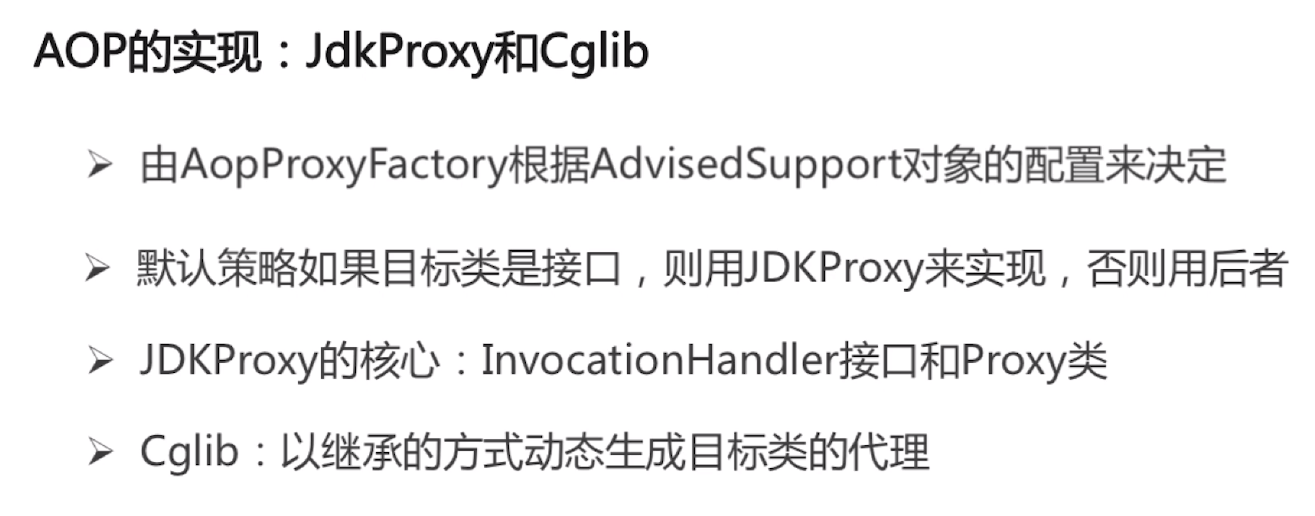 AOP的实现：JdkProxy和Cglib
➢ 由AopProxyFactory根据AdvisedSupport对象的配置来决定
➢ 默认策略如果目标类是接口，则用JDKProxy来实现，否则用后者
➢ JDKProxy的核心：InvocationHandler接口和Proxy类
➢ Cglib：以继承的方式动态生成目标类的代理